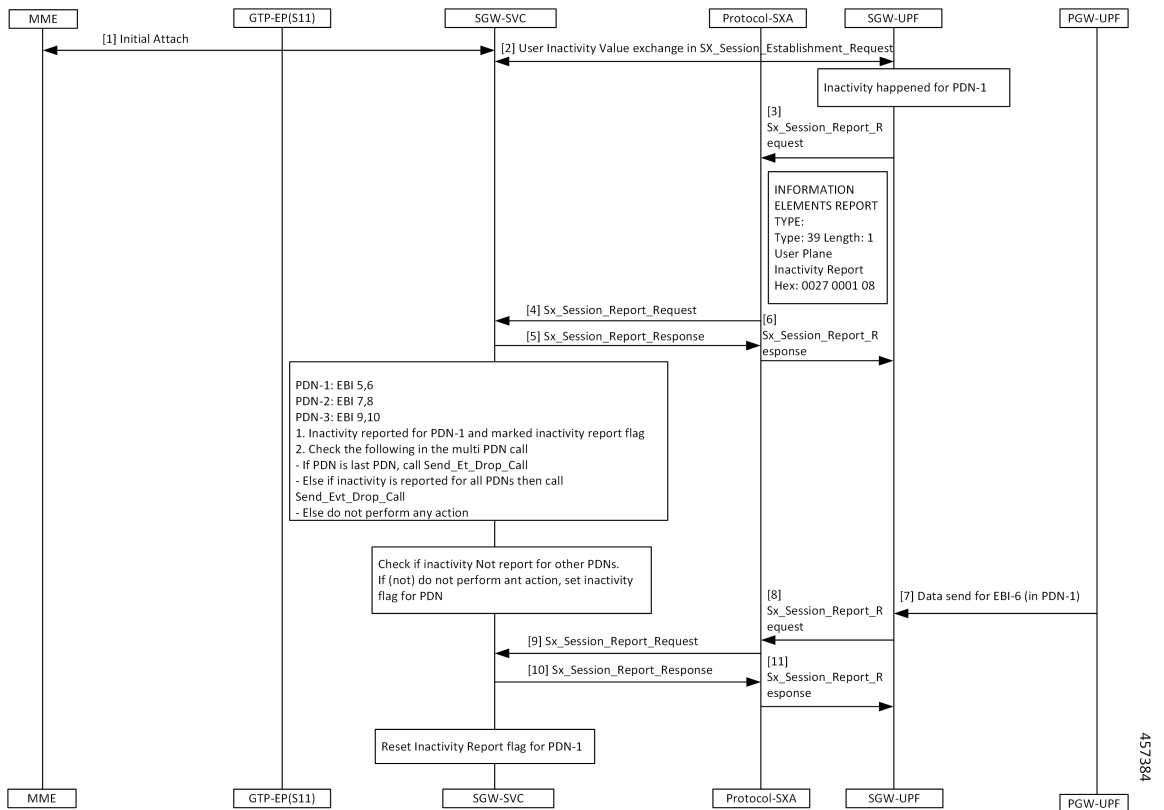 MME
GTP-EP(S11)
SGW-SVC
Protocol-SXA
SGW-UPF
PGW-UPF
[1] Initial Attach
[2] User Inactivity Value exchange in SX_Session_Establishment_Request
Inactivity happened for PDN-1
[3]
Sx_Session_Report_R
equest
INFORMATION
ELEMENTS REPORT
TYPE:
Type: 39 Length: 1
User Plane
Inactivity Report
Hex: 0027 0001 08
[4] Sx_Session_Report_Request
[5] Sx_Session_Report_Response
[6]
Sx_Session_Report_R
esponse
PDN-1: EBI 5,6
PDN-2: EBI 7,8
PDN-3: EBI 9,10
1. Inactivity reported for PDN-1 and marked inactivity report flag
2. Check the following in the multi PDN call
- If PDN is last PDN, call Send_Et_Drop_Call
- Else if inactivity is reported for all PDNs then call
Send_Evt_Drop_Call
- Else do not perform any action
Check if inactivity Not report for other PDNs.
If (not) do not perform ant action, set inactivity
flag for PDN
[7] Data send for EBI-6 (in PDN-1)
[8]
Sx_Session_Report_R
equest
[9] Sx_Session_Report_Request
[10] Sx_Session_Report_Response
[11]
Sx_Session_Report_R
esponse
Reset Inactivity Report flag for PDN-1
457384
MME
GTP-EP(S11)
SGW-SVC
Protocol-SXA
SGW-UPF
PGW-UPF